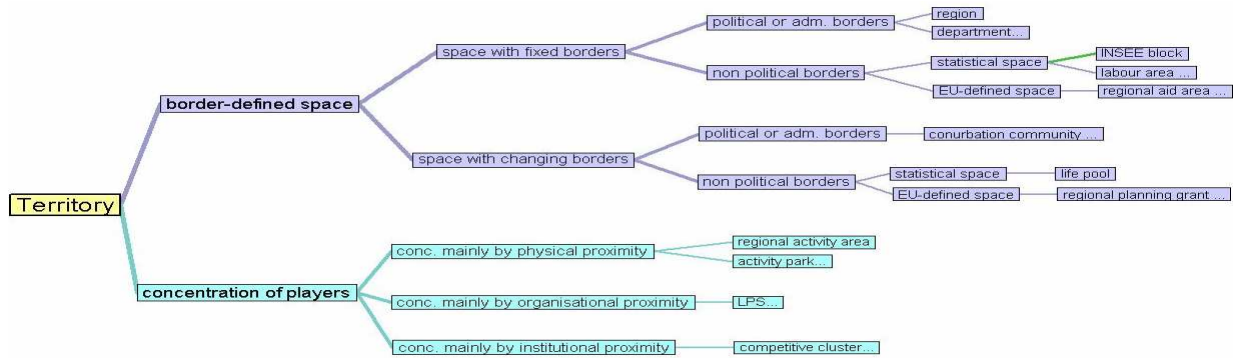 Territory
border-defined space
space with fixed borders
political or adm. borders
region
department...
non political borders
statistical space
INSEE block
labour area ...
EU-defined space
regional aid area ...
space with changing borders
political or adm. borders
conurbation community ...
non political borders
statistical space
life pool
EU-defined space
regional planning grant ...
concentration of players
conc. mainly by physical proximity
regional activity area
activity park...
conc. mainly by organisational proximity
LPS...
conc. mainly by institutional proximity
competitive cluster...